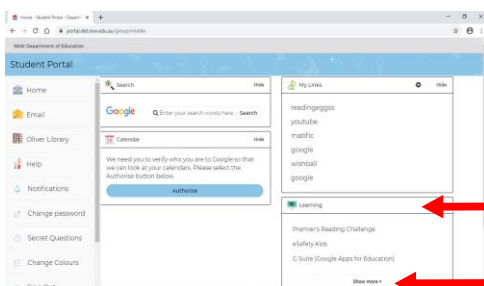 Home - Student Portal - Depart
portal.det.nsw.edu.au/group/middle
NSW Department of Education
Student Portal
Home
Email
Oliver Library
Help
Notifications
Change password
Secret Questions
Change Colours
Search
Hide
Google
Enter your search words here.
Search
Calendar
Hide
We need you to verify who you are to Google so that
we can look at your calendars. Please select the
Authorise button below.
Authorise
My Links
Hide
readingeggss
youtube
matific
google
wishball
google
Learning
Premier's Reading Challenge
eSafety Kids
G Suite (Google Apps for Education)
Show more +